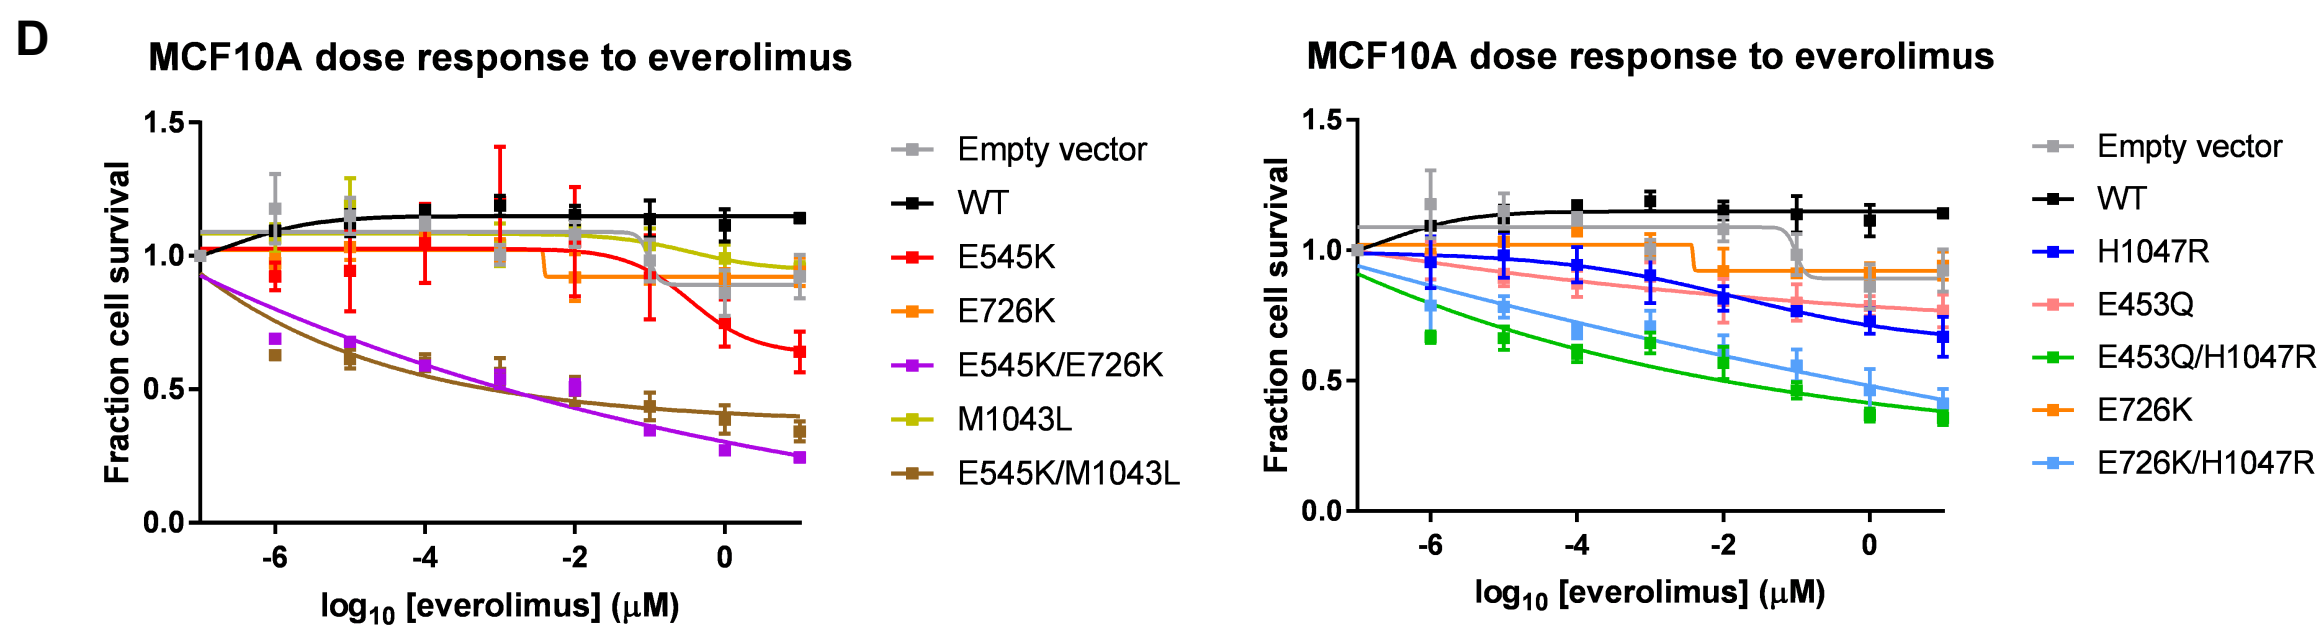 D
MCF10A dose response to everolimus
Fraction cell survival
1.5
1.0
0.5
0.0
-6
-4
-2
0
log10 [everolimus] (μM)
Empty vector
WT
E545K
E726K
E545K/E726K
M1043L
E545K/M1043L
MCF10A dose response to everolimus
Fraction cell survival
1.5
1.0
0.5
0.0
-6
-4
-2
0
log10 [everolimus] (μM)
Empty vector
WT
H1047R
E453Q
E453Q/H1047R
E726K
E726K/H1047R